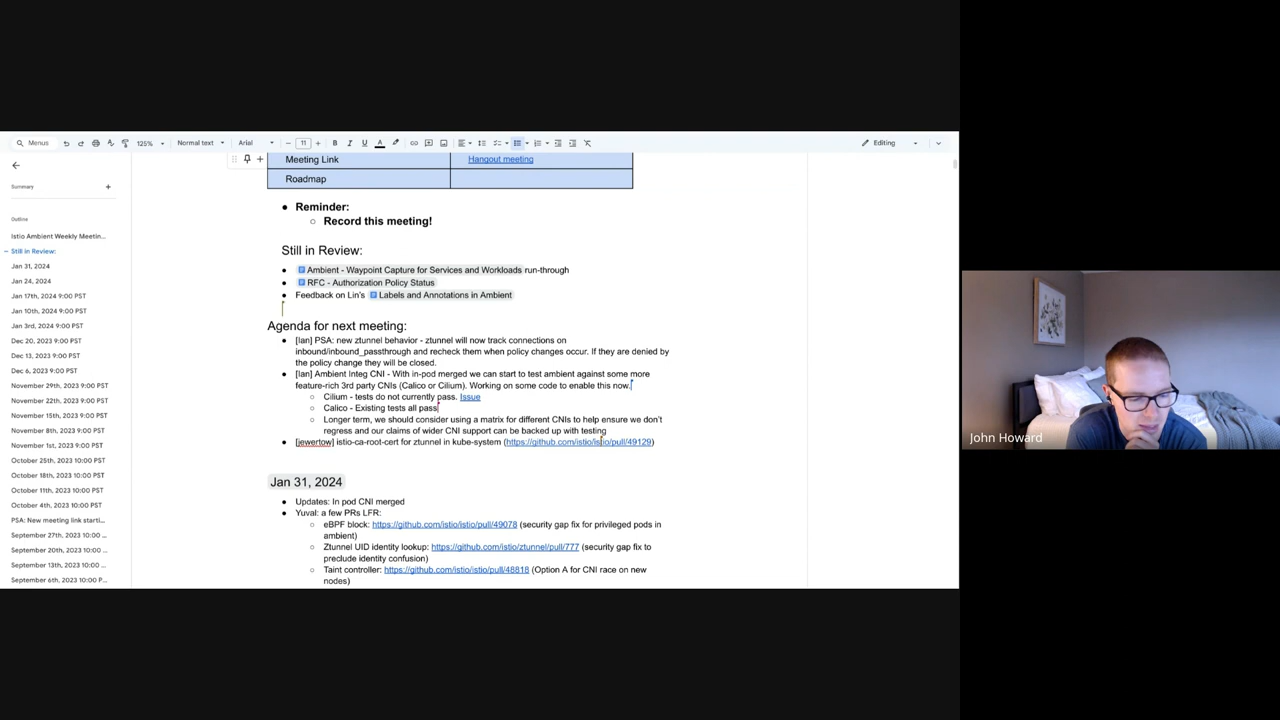 Menus
125%
Normal text
Arial
11
Editing
Summary
Outline
Istio Ambient Weekly Meetin...
Still in Review:
Jan 31, 2024
Jan 24, 2024
Jan 17th, 2024 9:00 PST
Jan 10th, 2024 9:00 PST
Jan 3rd, 2024 9:00 PST
Dec 20, 2023 9:00 PST
Dec 13, 2023 9:00 PST
Dec 6, 2023 9:00 PST
November 29th, 2023 9:00 PST
November 15th, 2023 9:00 PST
November 8th, 2023 9:00 PST
November 1st, 2023 9:00 PST
October 25th, 2023 10:00 PST
October 18th, 2023 10:00 PST
October 11th, 2023 10:00 PST
October 4th, 2023 10:00 PST
PSA: New meeting link starti...
September 27th, 2023 10:00 ...
September 20th, 2023 10:00 ...
September 13th, 2023 10:00 ...
September 6th, 2023 10:00 P...
Meeting Link
Hangout meeting
Roadmap
Reminder:
Record this meeting!
Still in Review:
Ambient - Waypoint Capture for Services and Workloads run-through
RFC - Authorization Policy Status
Feedback on Lin's Labels and Annotations in Ambient
Agenda for next meeting:
[Ian] PSA: new ztunnel behavior - ztunnel will now track connections on
inbound/inbound_passthrough and recheck them when policy changes occur. If they are denied by
the policy change they will be closed.
[Ian] Ambient Integ CNI - With in-pod merged we can start to test ambient against some more
feature-rich 3rd party CNIs (Calico or Cilium). Working on some code to enable this now.
Cilium - tests do not currently pass. Issue
Calico - Existing tests all pass
Longer term, we should consider using a matrix for different CNIs to help ensure we don't
regress and our claims of wider CNI support can be backed up with testing
[jewertow] istio-ca-root-cert for ztunnel in kube-system (https://github.com/istio/istio/pull/49129)
Jan 31, 2024
Updates: In pod CNI merged
Yuval: a few PRs LFR:
eBPF block: https://github.com/istio/istio/pull/49078 (security gap fix for privileged pods in
ambient)
Ztunnel UID identity lookup: https://github.com/istio/ztunnel/pull/777 (security gap fix to
preclude identity confusion)
Taint controller: https://github.com/istio/istio/pull/48818 (Option A for CNI race on new
nodes)
John Howard